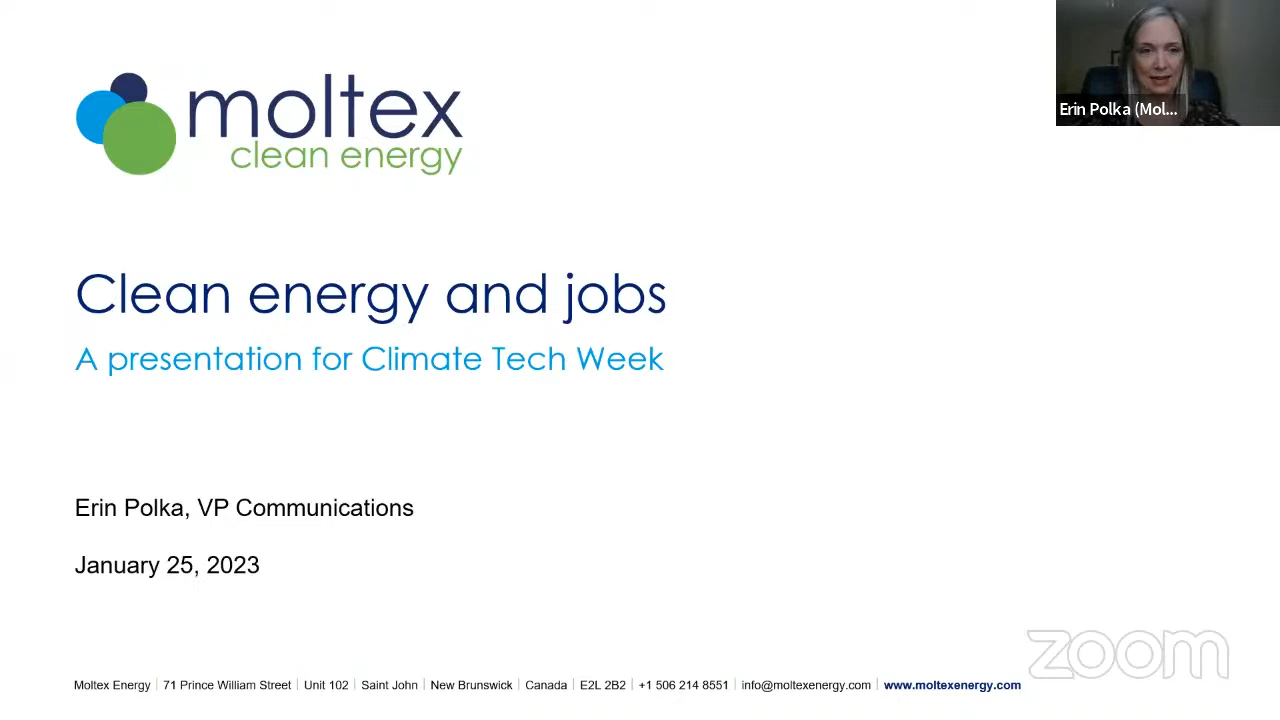 moltex
clean energy
Erin Polka (Mol...
Clean energy and jobs
A presentation for Climate Tech Week
Erin Polka, VP Communications
January 25, 2023
zoom
Moltex Energy | 71 Prince William Street | Unit 102 | Saint John | New Brunswick | Canada | E2L 2B2 | +1 506 214 8551 | info@moltexenergy.com | www.moltexenergy.com